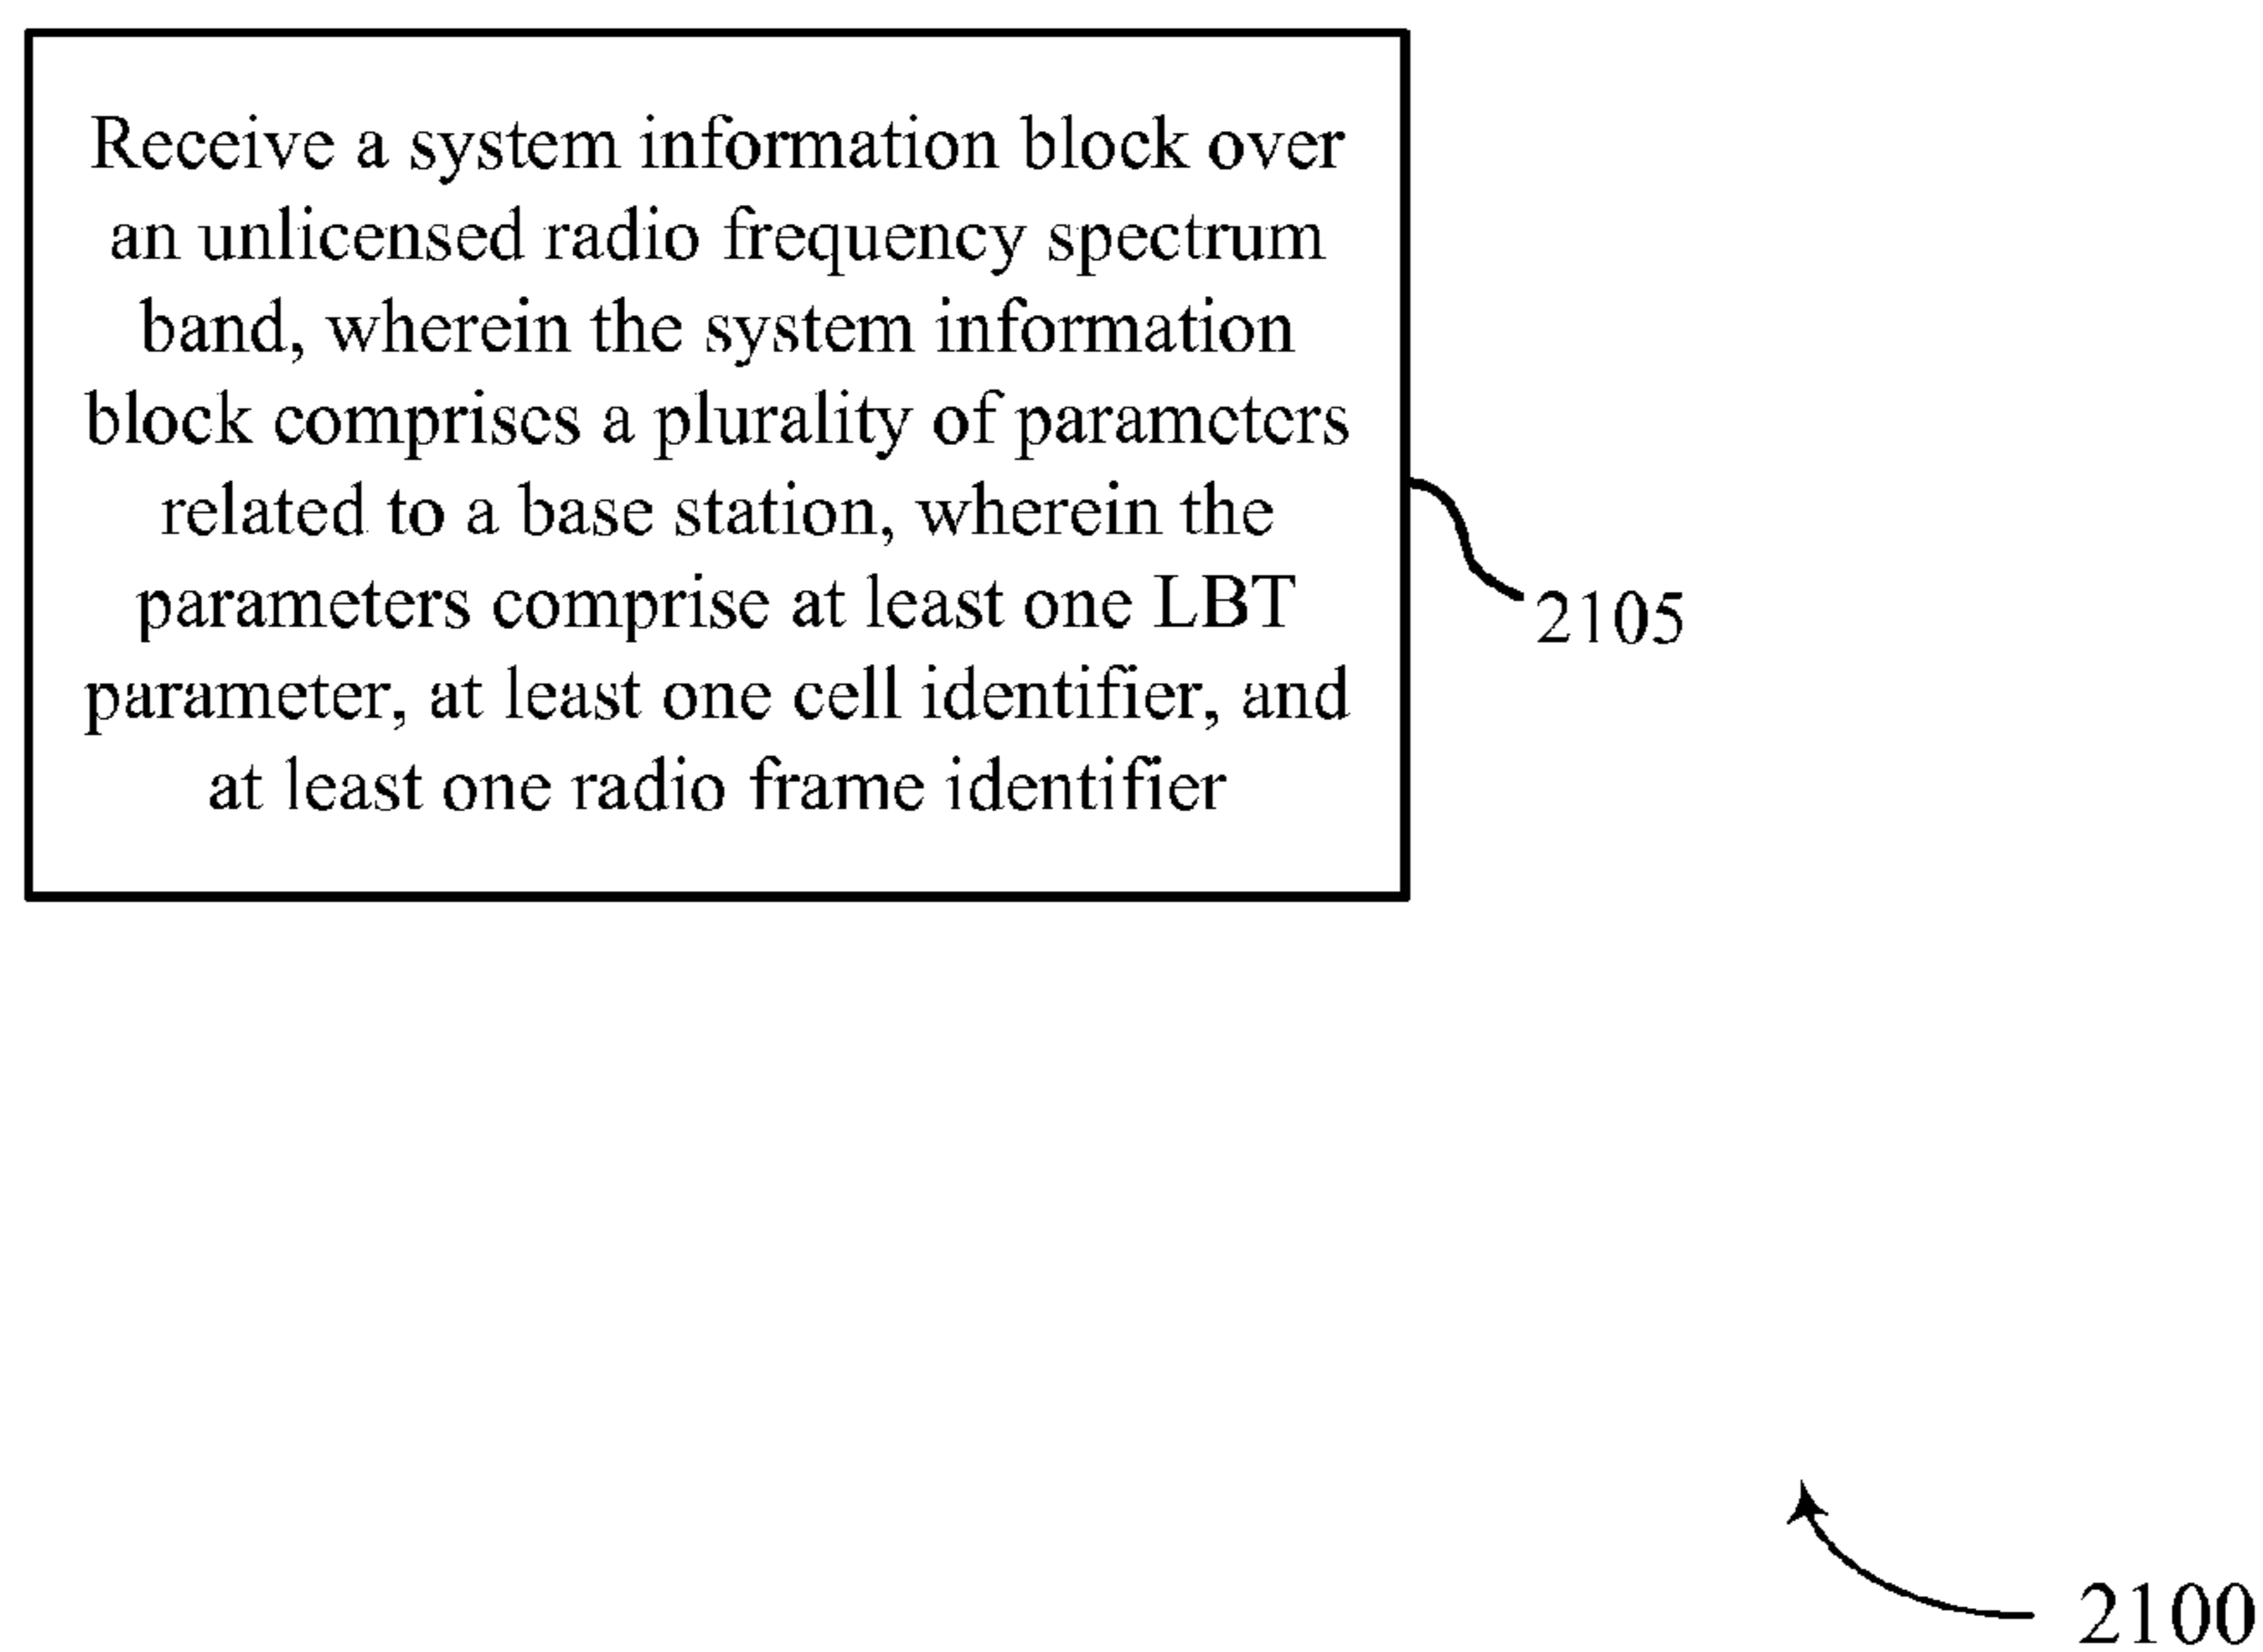 Receive a system information block over
an unlicensed radio frequency spectrum
band, wherein the system information
block comprises a plurality of parameters
related to a base station, wherein the
parameters comprise at least one LBT
parameter, at least one cell identifier, and
at least one radio frame identifier
2105
2100